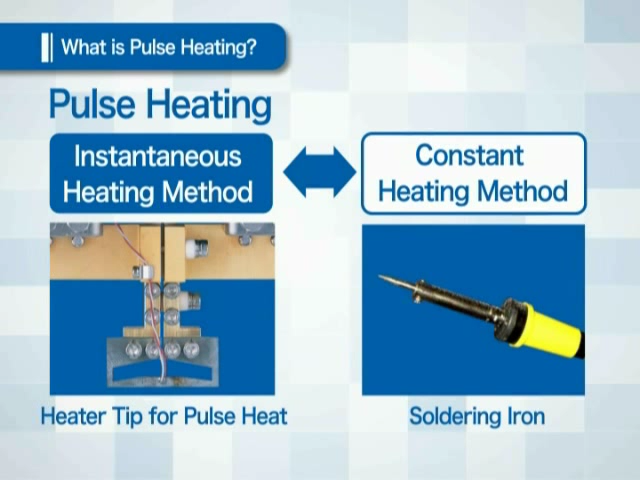 What is Pulse Heating?
Pulse Heating
Instantaneous
Heating Method
Constant
Heating Method
Heater Tip for Pulse Heat
Soldering Iron